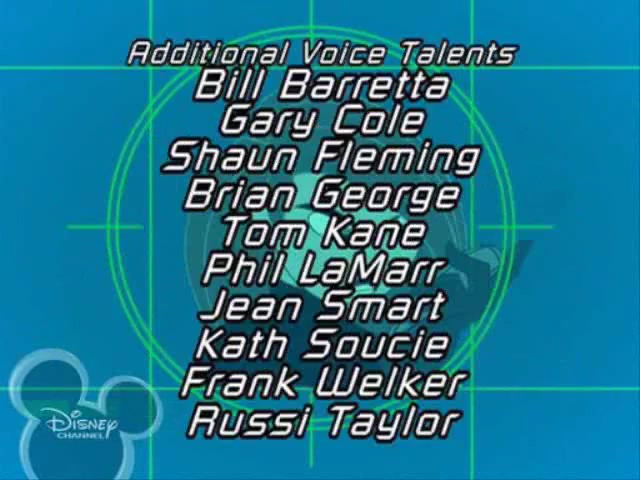 Additional Voice Talents
Bill Barretta
Gary Cole
Shaun Fleming
Brian George
Tom Kane
Phil LaMarr
Jean Smart
Kath Soucie
Frank Welker
Russi Taylor
Disney
CHANNEL